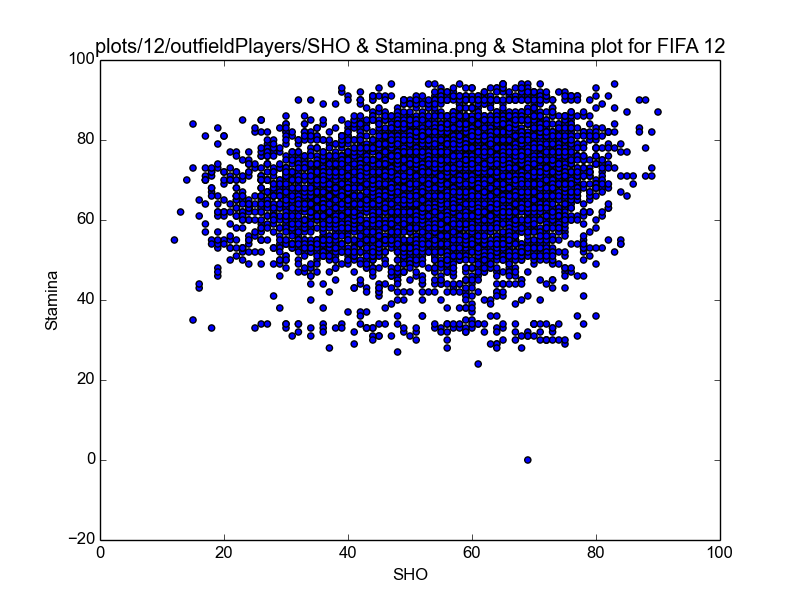 plots/12/outfieldPlayers/SHO & Stamina.png & Stamina plot for FIFA 12
100
80
60
40
20
0
−20
Stamina
0 20 40 60 80 100
SHO